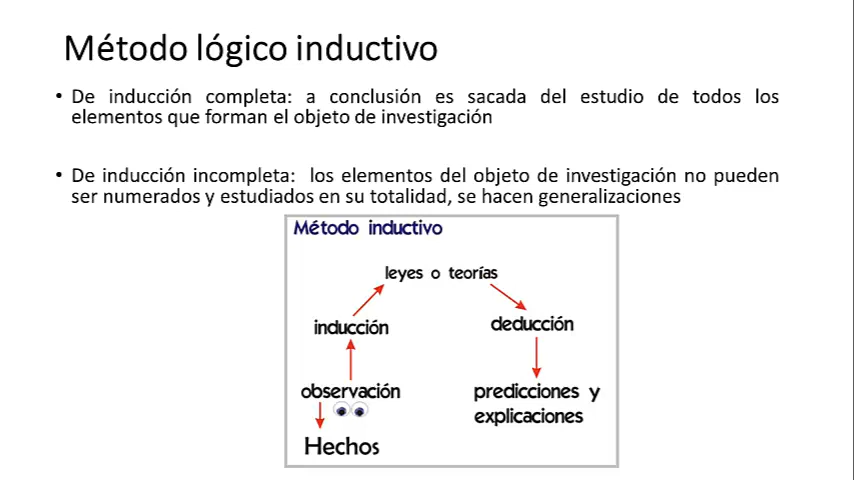 Método lógico inductivo
• De inducción completa: a conclusión es sacada del estudio de todos los
elementos que forman el objeto de investigación
• De inducción incompleta: los elementos del objeto de investigación no pueden
ser numerados y estudiados en su totalidad, se hacen generalizaciones
Método inductivo
leyes o teorías
inducción
deducción
observación
predicciones y
explicaciones
Hechos